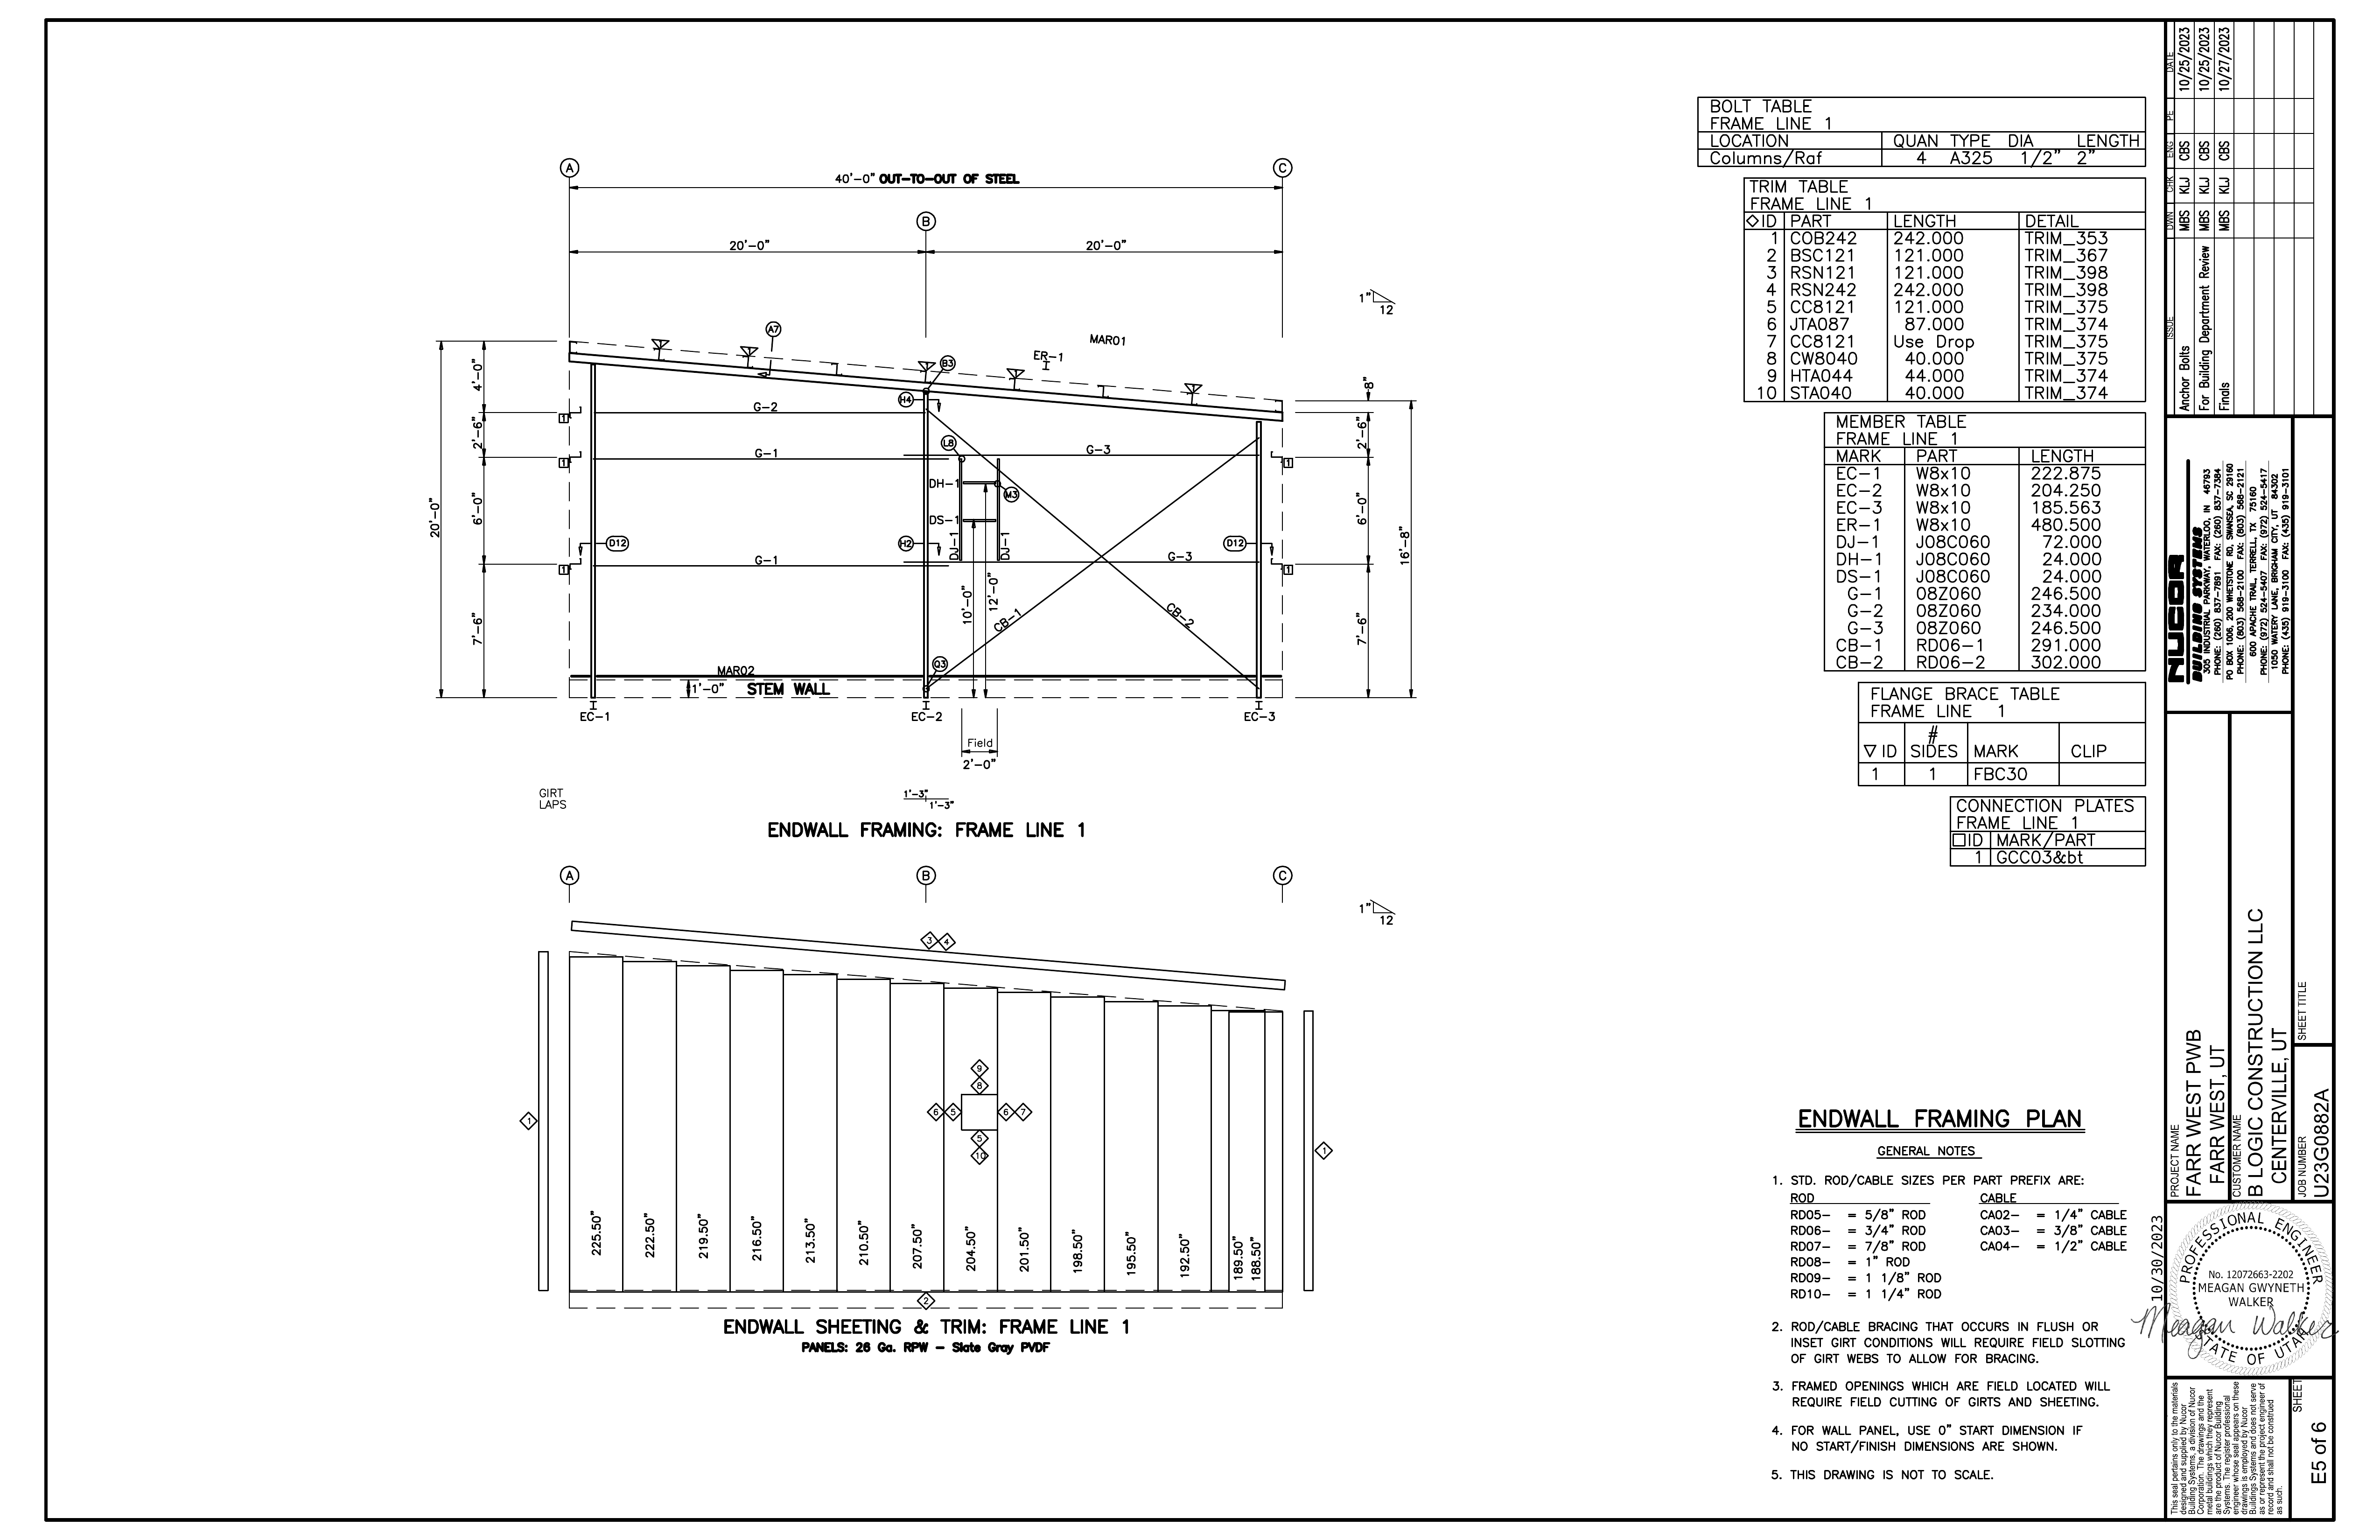 A
C
40'-0" OUT-TO-OUT OF STEEL
B
20'-0"
20'-0"
1"
12
A7
MAR01
ER-1
B3
4'-0"
8"
H4
G-2
1
2'-6"
2'-6"
L8
G-1
G-3
1
1
DH-1
M3
20'-0"
6'-0"
6'-0"
DS-1
16'-8"
D12
H2
DJ-1
DJ-1
D12
G-1
G-3
1
1
10'-0"
12'-0"
CB-1
CB-2
7'-6"
7'-6"
Q3
MAR02
1'-0"
STEM WALL
EC-1
EC-2
EC-3
Field
2'-0"
GIRT
LAPS
1'-3"
1'-3"
ENDWALL FRAMING: FRAME LINE 1
A
B
C
1"
12
3
4
9
8
6
5
6
7
5
10
1
1
225.50"
222.50"
219.50"
216.50"
213.50"
210.50"
207.50"
204.50"
201.50"
198.50"
195.50"
192.50"
189.50"
188.50"
2
ENDWALL SHEETING & TRIM: FRAME LINE 1
PANELS: 26 Ga. RPW - Slate Gray PVDF
BOLT TABLE
FRAME LINE 1
LOCATION QUAN TYPE DIA LENGTH
Columns/Raf 4 A325 1/2" 2"
TRIM TABLE
FRAME LINE 1
◇ID PART LENGTH DETAIL
1 COB242 242.000 TRIM_353
2 BSC121 121.000 TRIM_367
3 RSN121 121.000 TRIM_398
4 RSN242 242.000 TRIM_398
5 CC8121 121.000 TRIM_375
6 JTA087 87.000 TRIM_374
7 CC8121 Use Drop TRIM_375
8 CW8040 40.000 TRIM_375
9 HTA044 44.000 TRIM_374
10 STA040 40.000 TRIM_374
MEMBER TABLE
FRAME LINE 1
MARK PART LENGTH
EC-1 W8x10 222.875
EC-2 W8x10 204.250
EC-3 W8x10 185.563
ER-1 W8x10 480.500
DJ-1 J08C060 72.000
DH-1 J08C060 24.000
DS-1 J08C060 24.000
G-1 08Z060 246.500
G-2 08Z060 234.000
G-3 08Z060 246.500
CB-1 RD06-1 291.000
CB-2 RD06-2 302.000
FLANGE BRACE TABLE
FRAME LINE 1
▽ID # SIDES MARK CLIP
1 1 FBC30
CONNECTION PLATES
FRAME LINE 1
□ID MARK/PART
1 GCC03&bt
ENDWALL FRAMING PLAN
GENERAL NOTES
1. STD. ROD/CABLE SIZES PER PART PREFIX ARE:
ROD CABLE
RD05- = 5/8" ROD CA02- = 1/4" CABLE
RD06- = 3/4" ROD CA03- = 3/8" CABLE
RD07- = 7/8" ROD CA04- = 1/2" CABLE
RD08- = 1" ROD
RD09- = 1 1/8" ROD
RD10- = 1 1/4" ROD
2. ROD/CABLE BRACING THAT OCCURS IN FLUSH OR
INSET GIRT CONDITIONS WILL REQUIRE FIELD SLOTTING
OF GIRT WEBS TO ALLOW FOR BRACING.
3. FRAMED OPENINGS WHICH ARE FIELD LOCATED WILL
REQUIRE FIELD CUTTING OF GIRTS AND SHEETING.
4. FOR WALL PANEL, USE 0" START DIMENSION IF
NO START/FINISH DIMENSIONS ARE SHOWN.
5. THIS DRAWING IS NOT TO SCALE.
ISSUE DWN CHK ENG PE DATE
Anchor Bolts MBS KLJ CBS 10/25/2023
For Building Department Review MBS KLJ CBS 10/25/2023
Finals MBS KLJ CBS 10/27/2023
NUCOR
BUILDING SYSTEMS
305 INDUSTRIAL PARKWAY, WATERLOO, IN 46793
PHONE: (260) 837-7891 FAX: (260) 837-7384
PO BOX 1006, 200 WHETSTONE RD, SWANSEA, SC 29160
PHONE: (803) 568-2100 FAX: (803) 568-2121
600 APACHE TRAIL, TERRELL, TX 75160
PHONE: (972) 524-5407 FAX: (972) 524-5417
1050 WATERY LANE, BRIGHAM CITY, UT 84302
PHONE: (435) 919-3100 FAX: (435) 919-3101
PROJECT NAME
FARR WEST PWB
FARR WEST, UT
CUSTOMER NAME
B LOGIC CONSTRUCTION LLC
CENTERVILLE, UT
SHEET TITLE
JOB NUMBER
U23G0882A
10/30/2023
PROFESSIONAL ENGINEER
No. 12072663-2202
MEAGAN GWYNETH
WALKER
Meagan Walker
STATE OF UTAH
This seal pertains only to the materials
designed and supplied by Nucor
Building Systems, a division of Nucor
Corporation. The drawings and the
metal buildings which they represent
are the product of Nucor Building
Systems. The register professional
engineer whose seal appears on these
drawings is employed by Nucor
Buildings Systems and does not serve
as or represent the project engineer of
record and shall not be construed
as such.
SHEET
E5 of 6